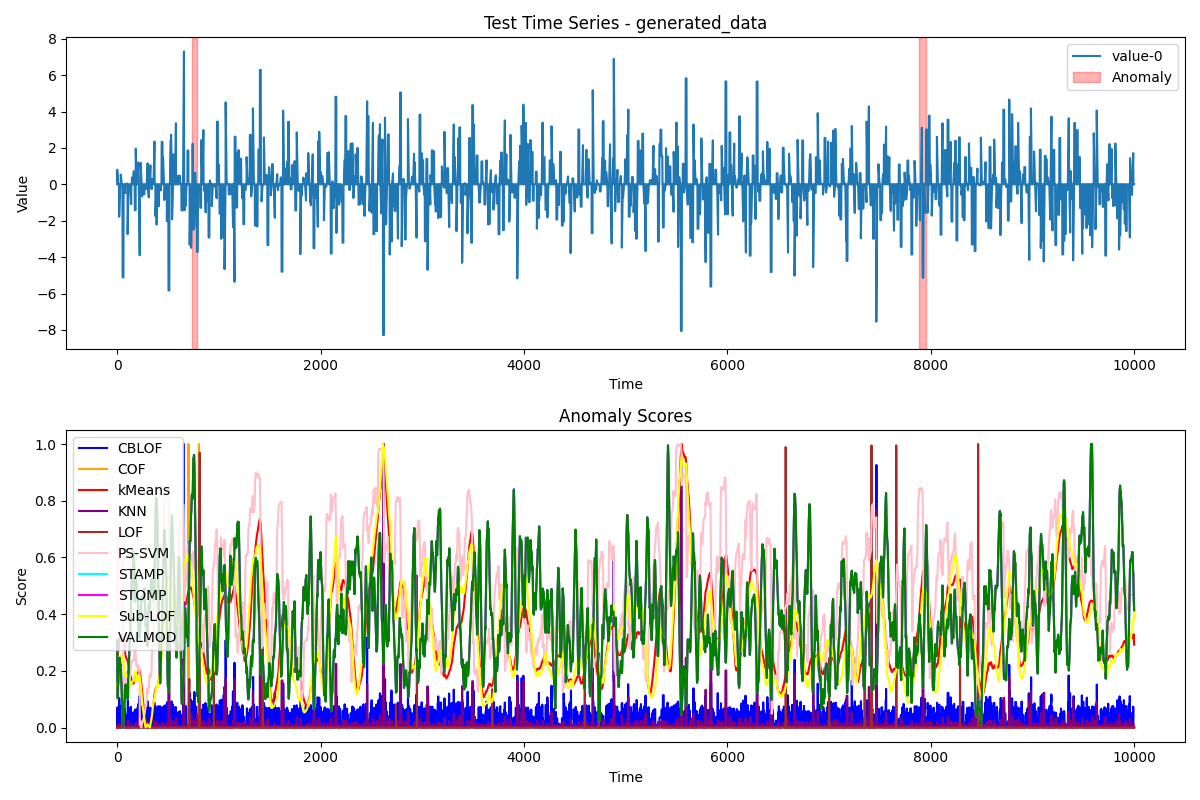 Test Time Series - generated_data
8
6
4
2
0
−2
−4
−6
−8
Value
value-0
Anomaly
0
2000
4000
6000
8000
10000
Time
Anomaly Scores
1.0
0.8
0.6
0.4
0.2
0.0
Score
CBLOF
COF
kMeans
KNN
LOF
PS-SVM
STAMP
STOMP
Sub-LOF
VALMOD
0
2000
4000
6000
8000
10000
Time